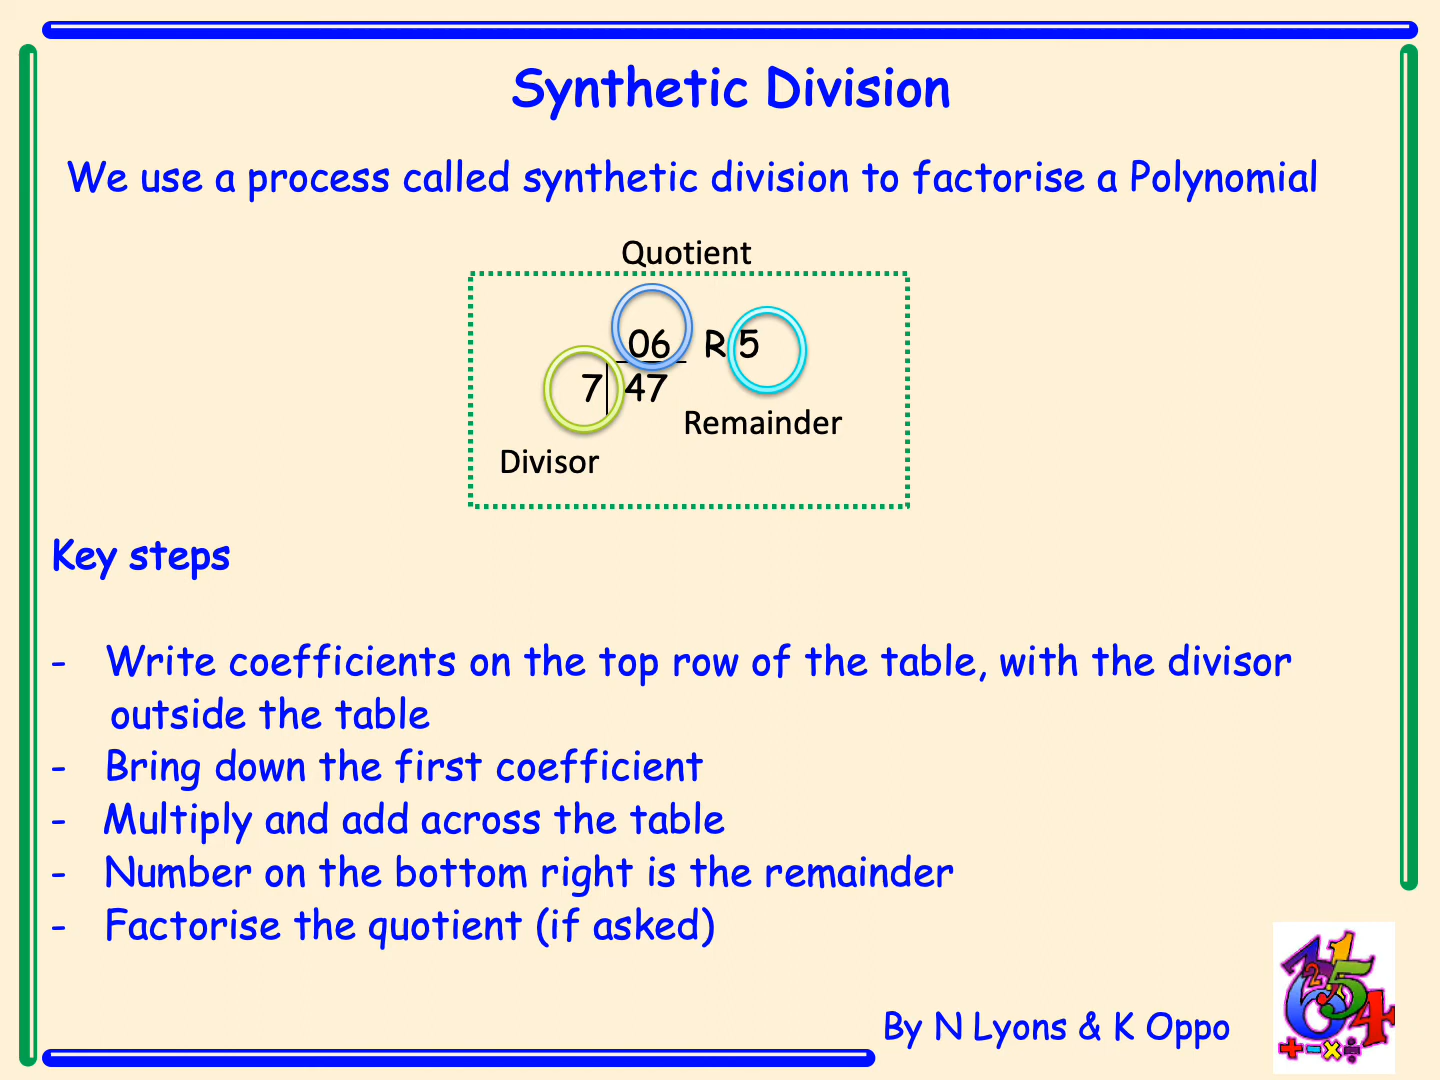 Synthetic Division
We use a process called synthetic division to factorise a Polynomial
Quotient
06 R 5
7 47
Remainder
Divisor
Key steps
- Write coefficients on the top row of the table, with the divisor
outside the table
- Bring down the first coefficient
- Multiply and add across the table
- Number on the bottom right is the remainder
- Factorise the quotient (if asked)
By N Lyons & K Oppo